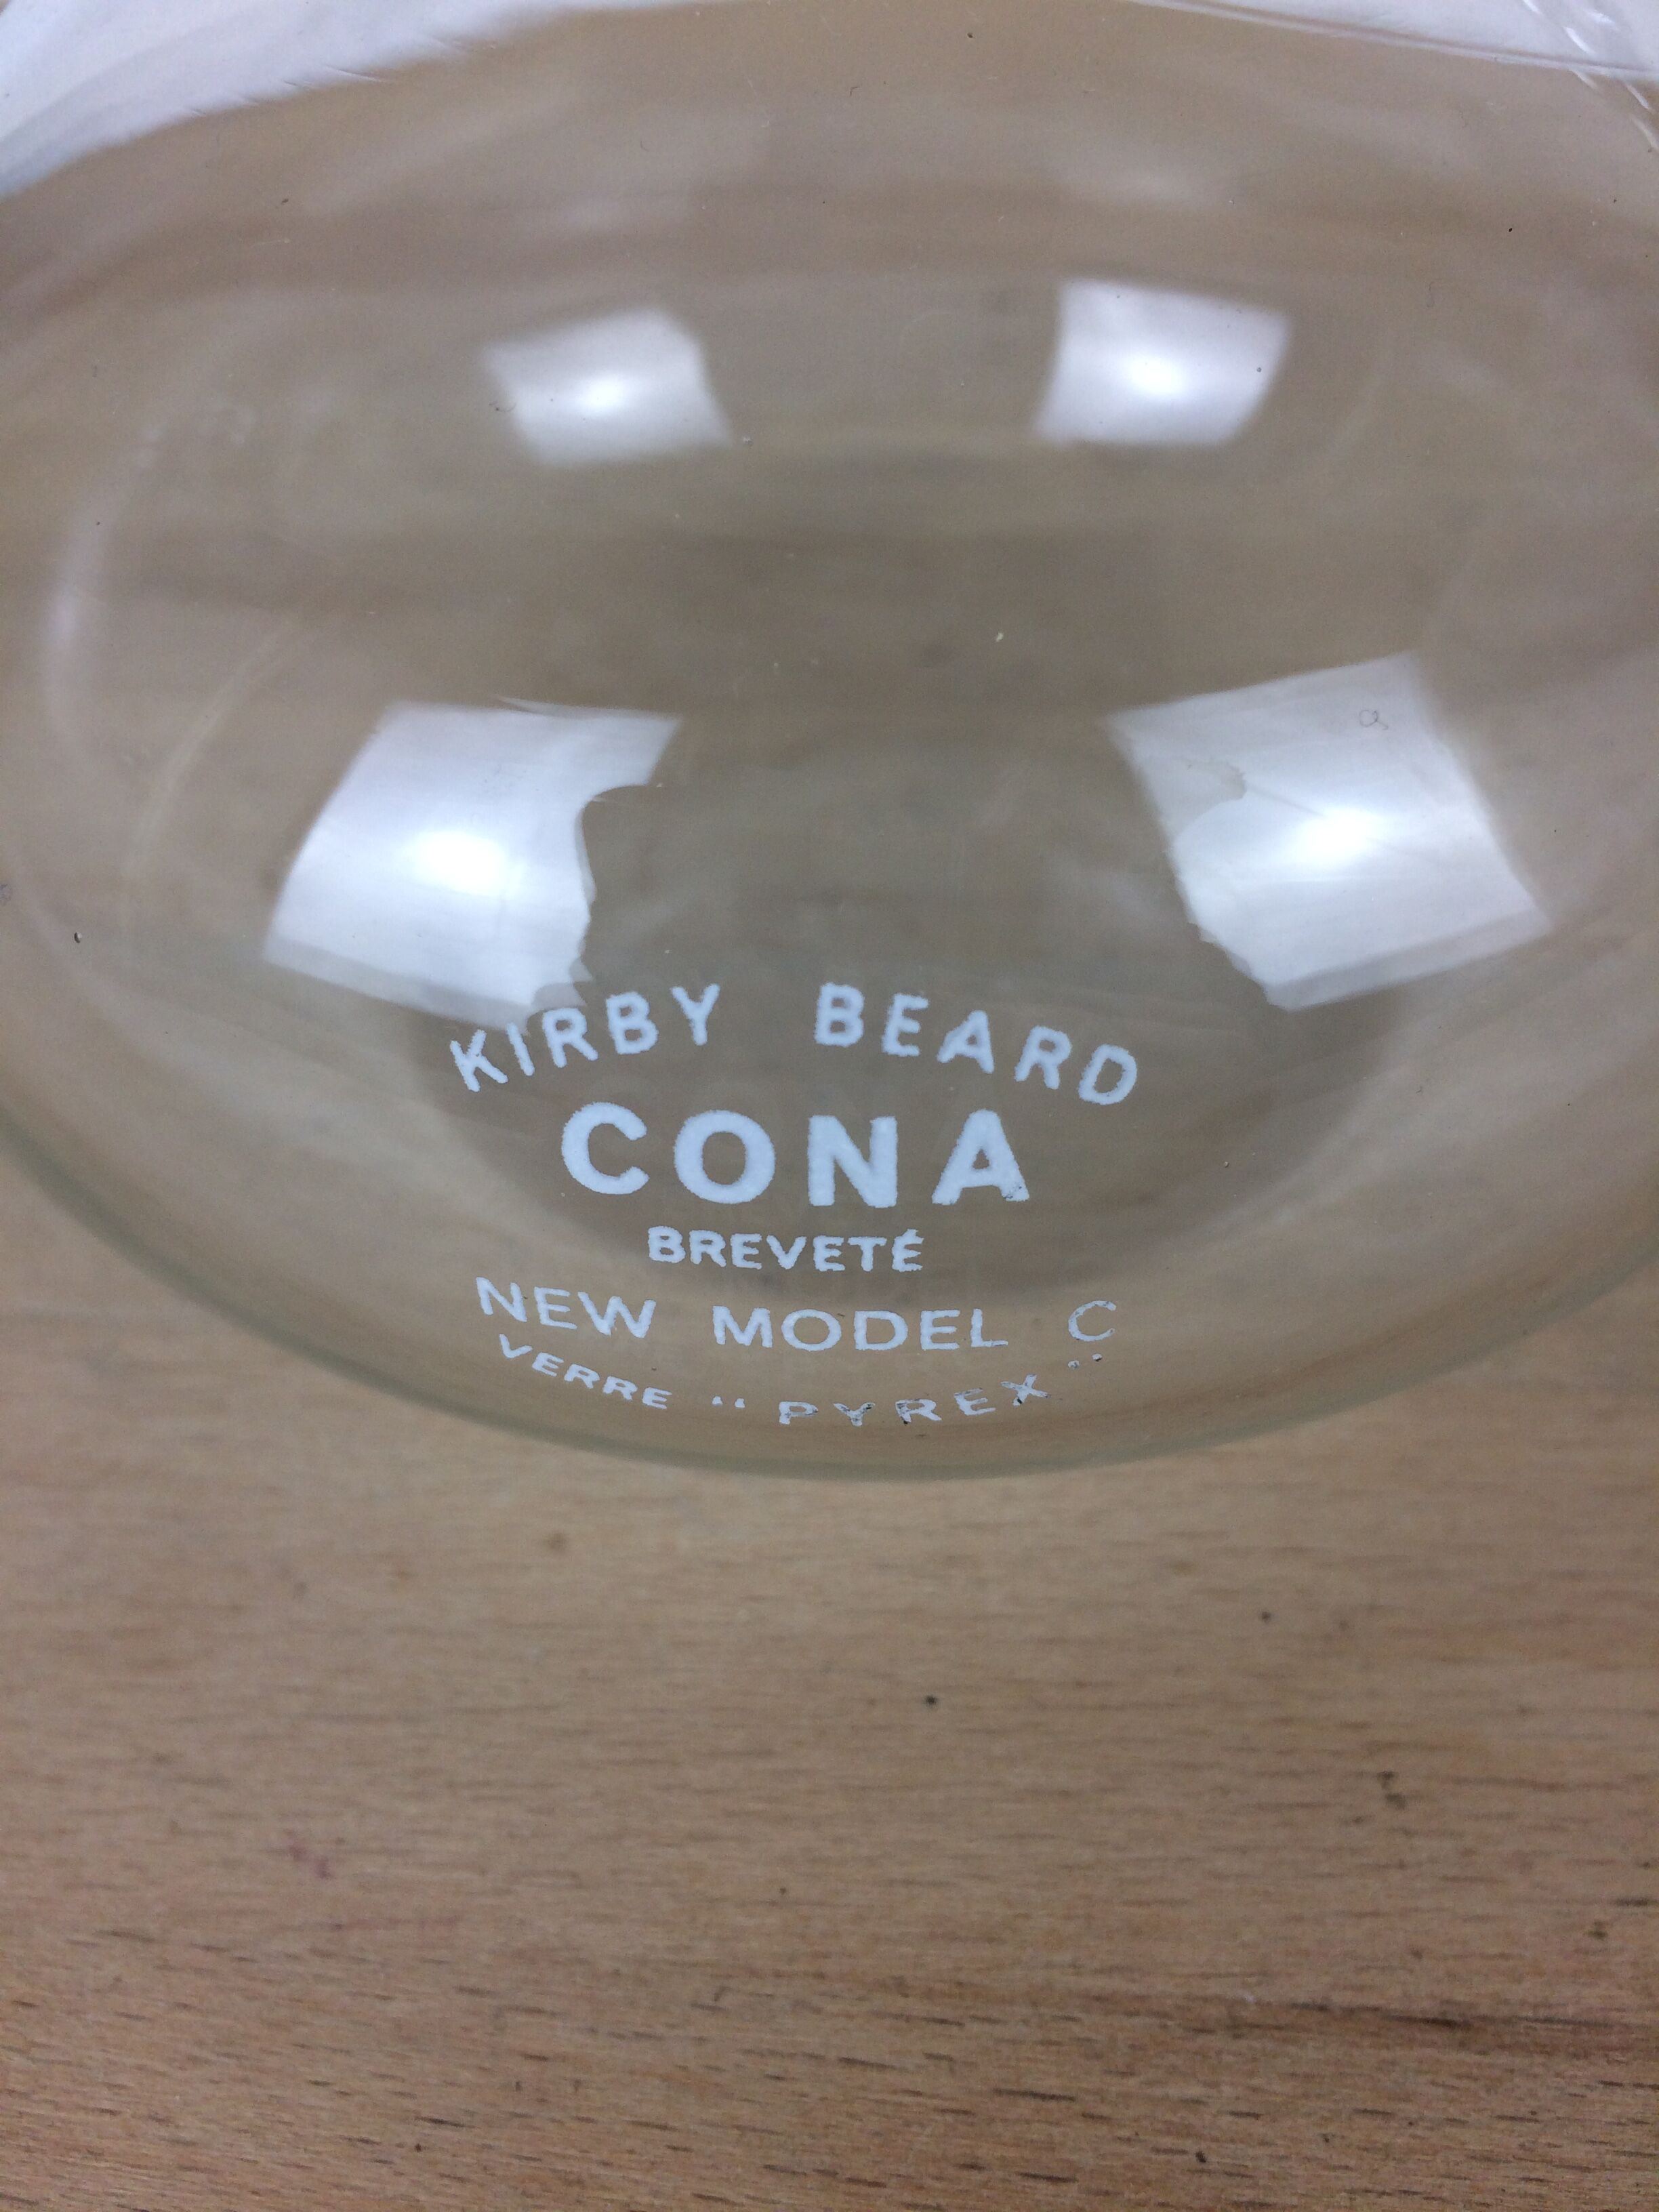 KIRBY BEARD
CONA
BREVETÉ
NEW MODEL C
VERRE "PYREX"